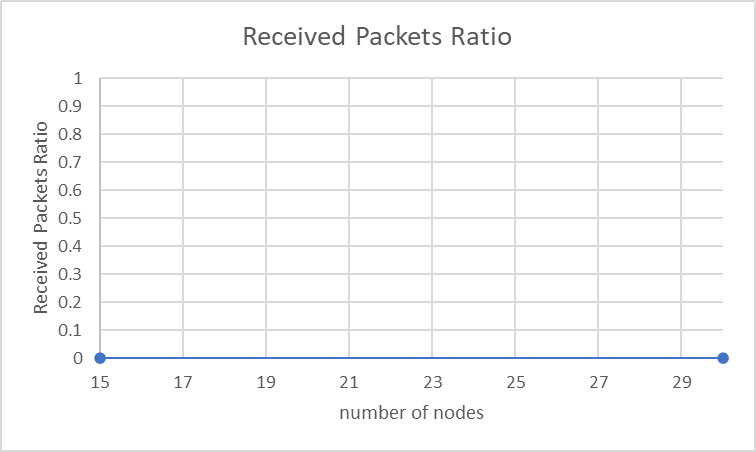 Received Packets Ratio
Received Packets Ratio
1
0.9
0.8
0.7
0.6
0.5
0.4
0.3
0.2
0.1
0
15 17 19 21 23 25 27 29
number of nodes